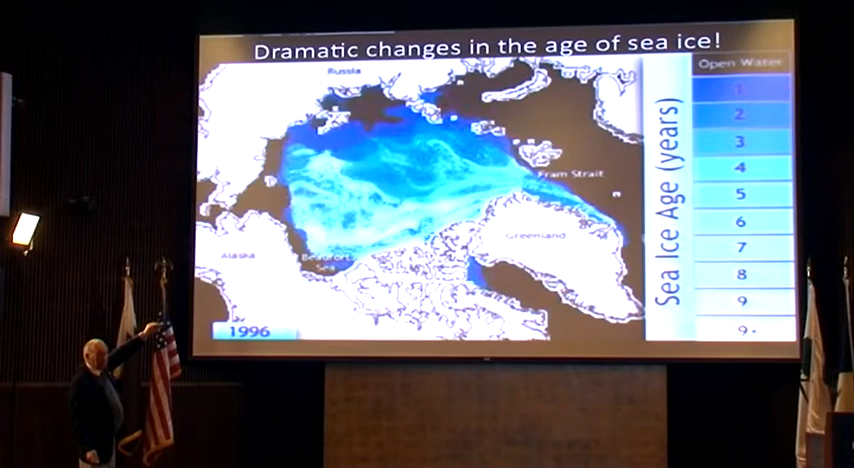 Dramatic changes in the age of sea ice!
Russia
Open Water
1
2
3
4
5
6
7
8
9
9+
Sea Ice Age (years)
Fram Strait
Greenland
Alaska
Beaufort
Sea
1996